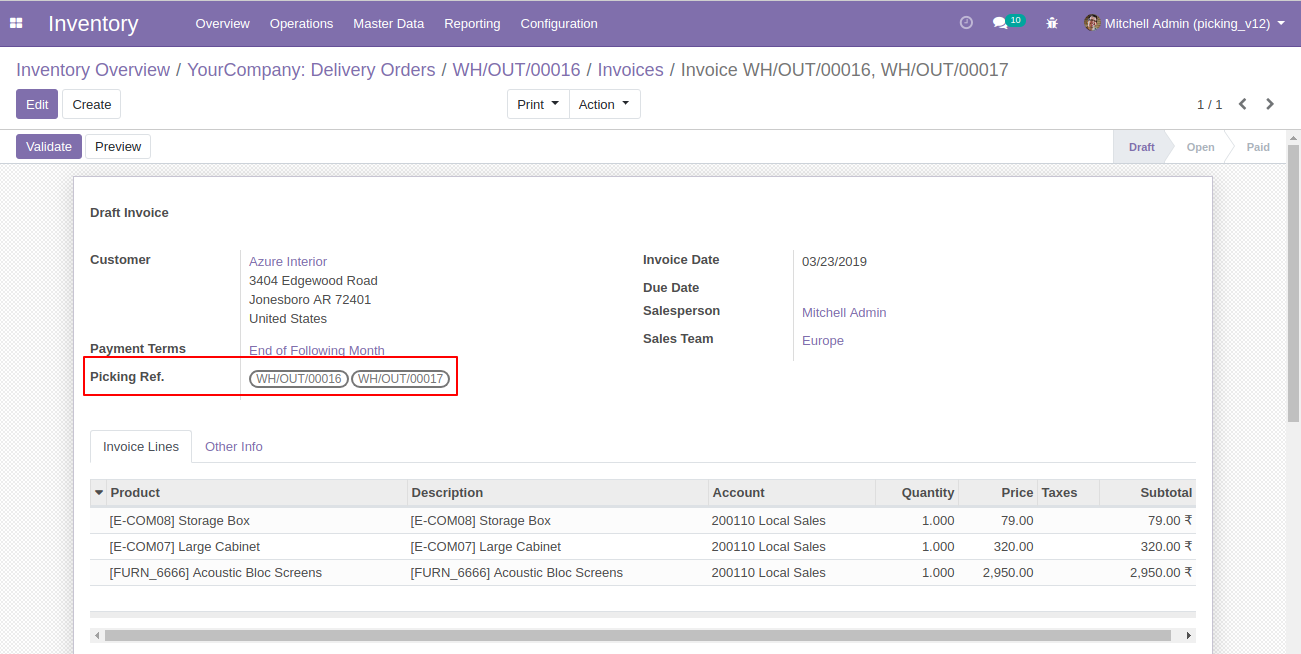 Inventory Overview Operations Master Data Reporting Configuration 10 Mitchell Admin (picking_v12)
Inventory Overview / YourCompany: Delivery Orders / WH/OUT/00016 / Invoices / Invoice WH/OUT/00016, WH/OUT/00017
Edit Create Print Action 1 / 1
Validate Preview Draft Open Paid
Draft Invoice
Customer Azure Interior Invoice Date 03/23/2019
3404 Edgewood Road
Due Date
Jonesboro AR 72401
Salesperson Mitchell Admin
United States
Sales Team Europe
Payment Terms End of Following Month
Picking Ref. WH/OUT/00016 WH/OUT/00017
Invoice Lines Other Info
Product Description Account Quantity Price Taxes Subtotal
[E-COM08] Storage Box [E-COM08] Storage Box 200110 Local Sales 1.000 79.00 79.00 ₹
[E-COM07] Large Cabinet [E-COM07] Large Cabinet 200110 Local Sales 1.000 320.00 320.00 ₹
[FURN_6666] Acoustic Bloc Screens [FURN_6666] Acoustic Bloc Screens 200110 Local Sales 1.000 2,950.00 2,950.00 ₹